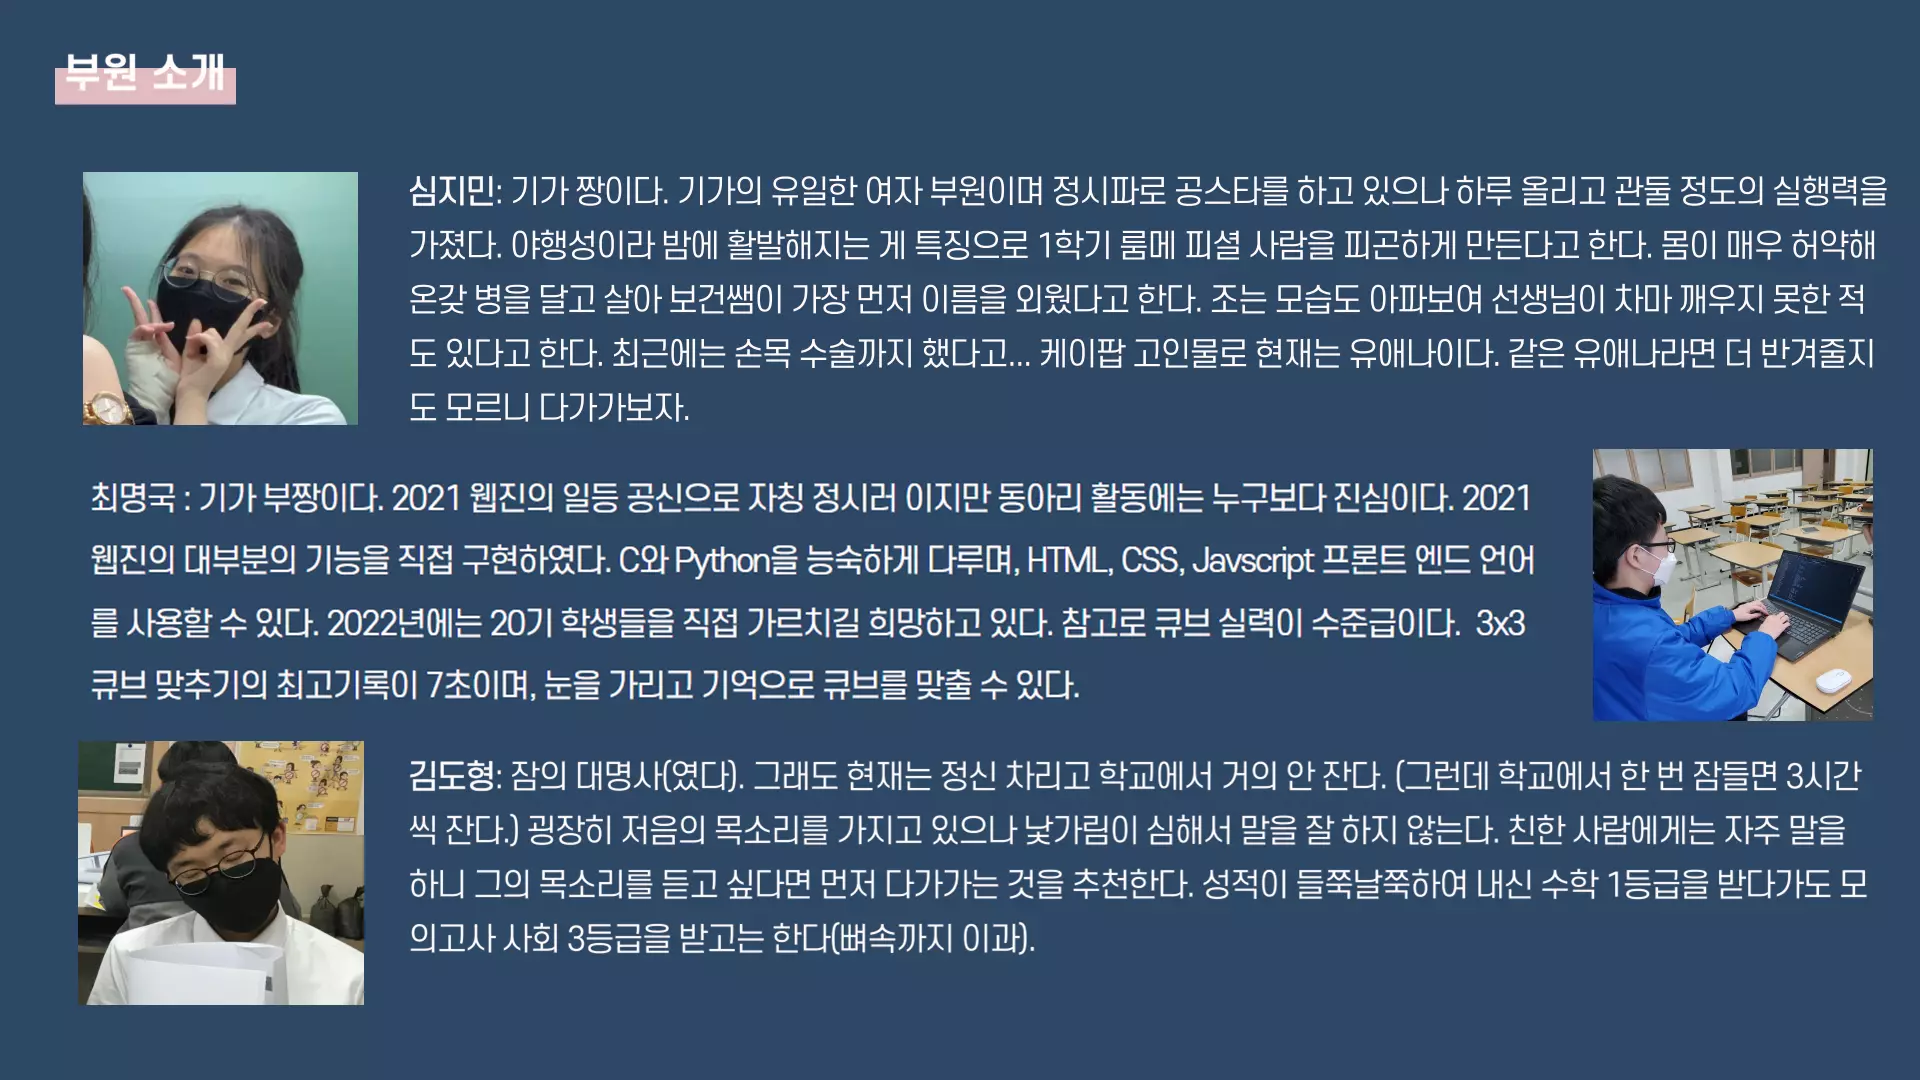 부원 소개
심지민: 기가 짱이다. 기가의 유일한 여자 부원이며 정시파로 공스타를 하고 있으나 하루 올리고 관둘 정도의 실행력을
가졌다. 야행성이라 밤에 활발해지는 게 특징으로 1학기 룸메 피셜 사람을 피곤하게 만든다고 한다. 몸이 매우 허약해
온갖 병을 달고 살아 보건쌤이 가장 먼저 이름을 외웠다고 한다. 조는 모습도 아파보여 선생님이 차마 깨우지 못한 적
도 있다고 한다. 최근에는 손목 수술까지 했다고... 케이팝 고인물로 현재는 유애나이다. 같은 유애나라면 더 반겨줄지
도 모르니 다가가보자.
최명국 : 기가 부짱이다. 2021 웹진의 일등 공신으로 자칭 정시러 이지만 동아리 활동에는 누구보다 진심이다. 2021
웹진의 대부분의 기능을 직접 구현하였다. C와 Python을 능숙하게 다루며, HTML, CSS, Javscript 프론트 엔드 언어
를 사용할 수 있다. 2022년에는 20기 학생들을 직접 가르치길 희망하고 있다. 참고로 큐브 실력이 수준급이다. 3x3
큐브 맞추기의 최고기록이 7초이며, 눈을 가리고 기억으로 큐브를 맞출 수 있다.
김도형: 잠의 대명사(였다). 그래도 현재는 정신 차리고 학교에서 거의 안 잔다. (그런데 학교에서 한 번 잠들면 3시간
씩 잔다.) 굉장히 저음의 목소리를 가지고 있으나 낯가림이 심해서 말을 잘 하지 않는다. 친한 사람에게는 자주 말을
하니 그의 목소리를 듣고 싶다면 먼저 다가가는 것을 추천한다. 성적이 들쭉날쭉하여 내신 수학 1등급을 받다가도 모
의고사 사회 3등급을 받고는 한다(뼈속까지 이과).